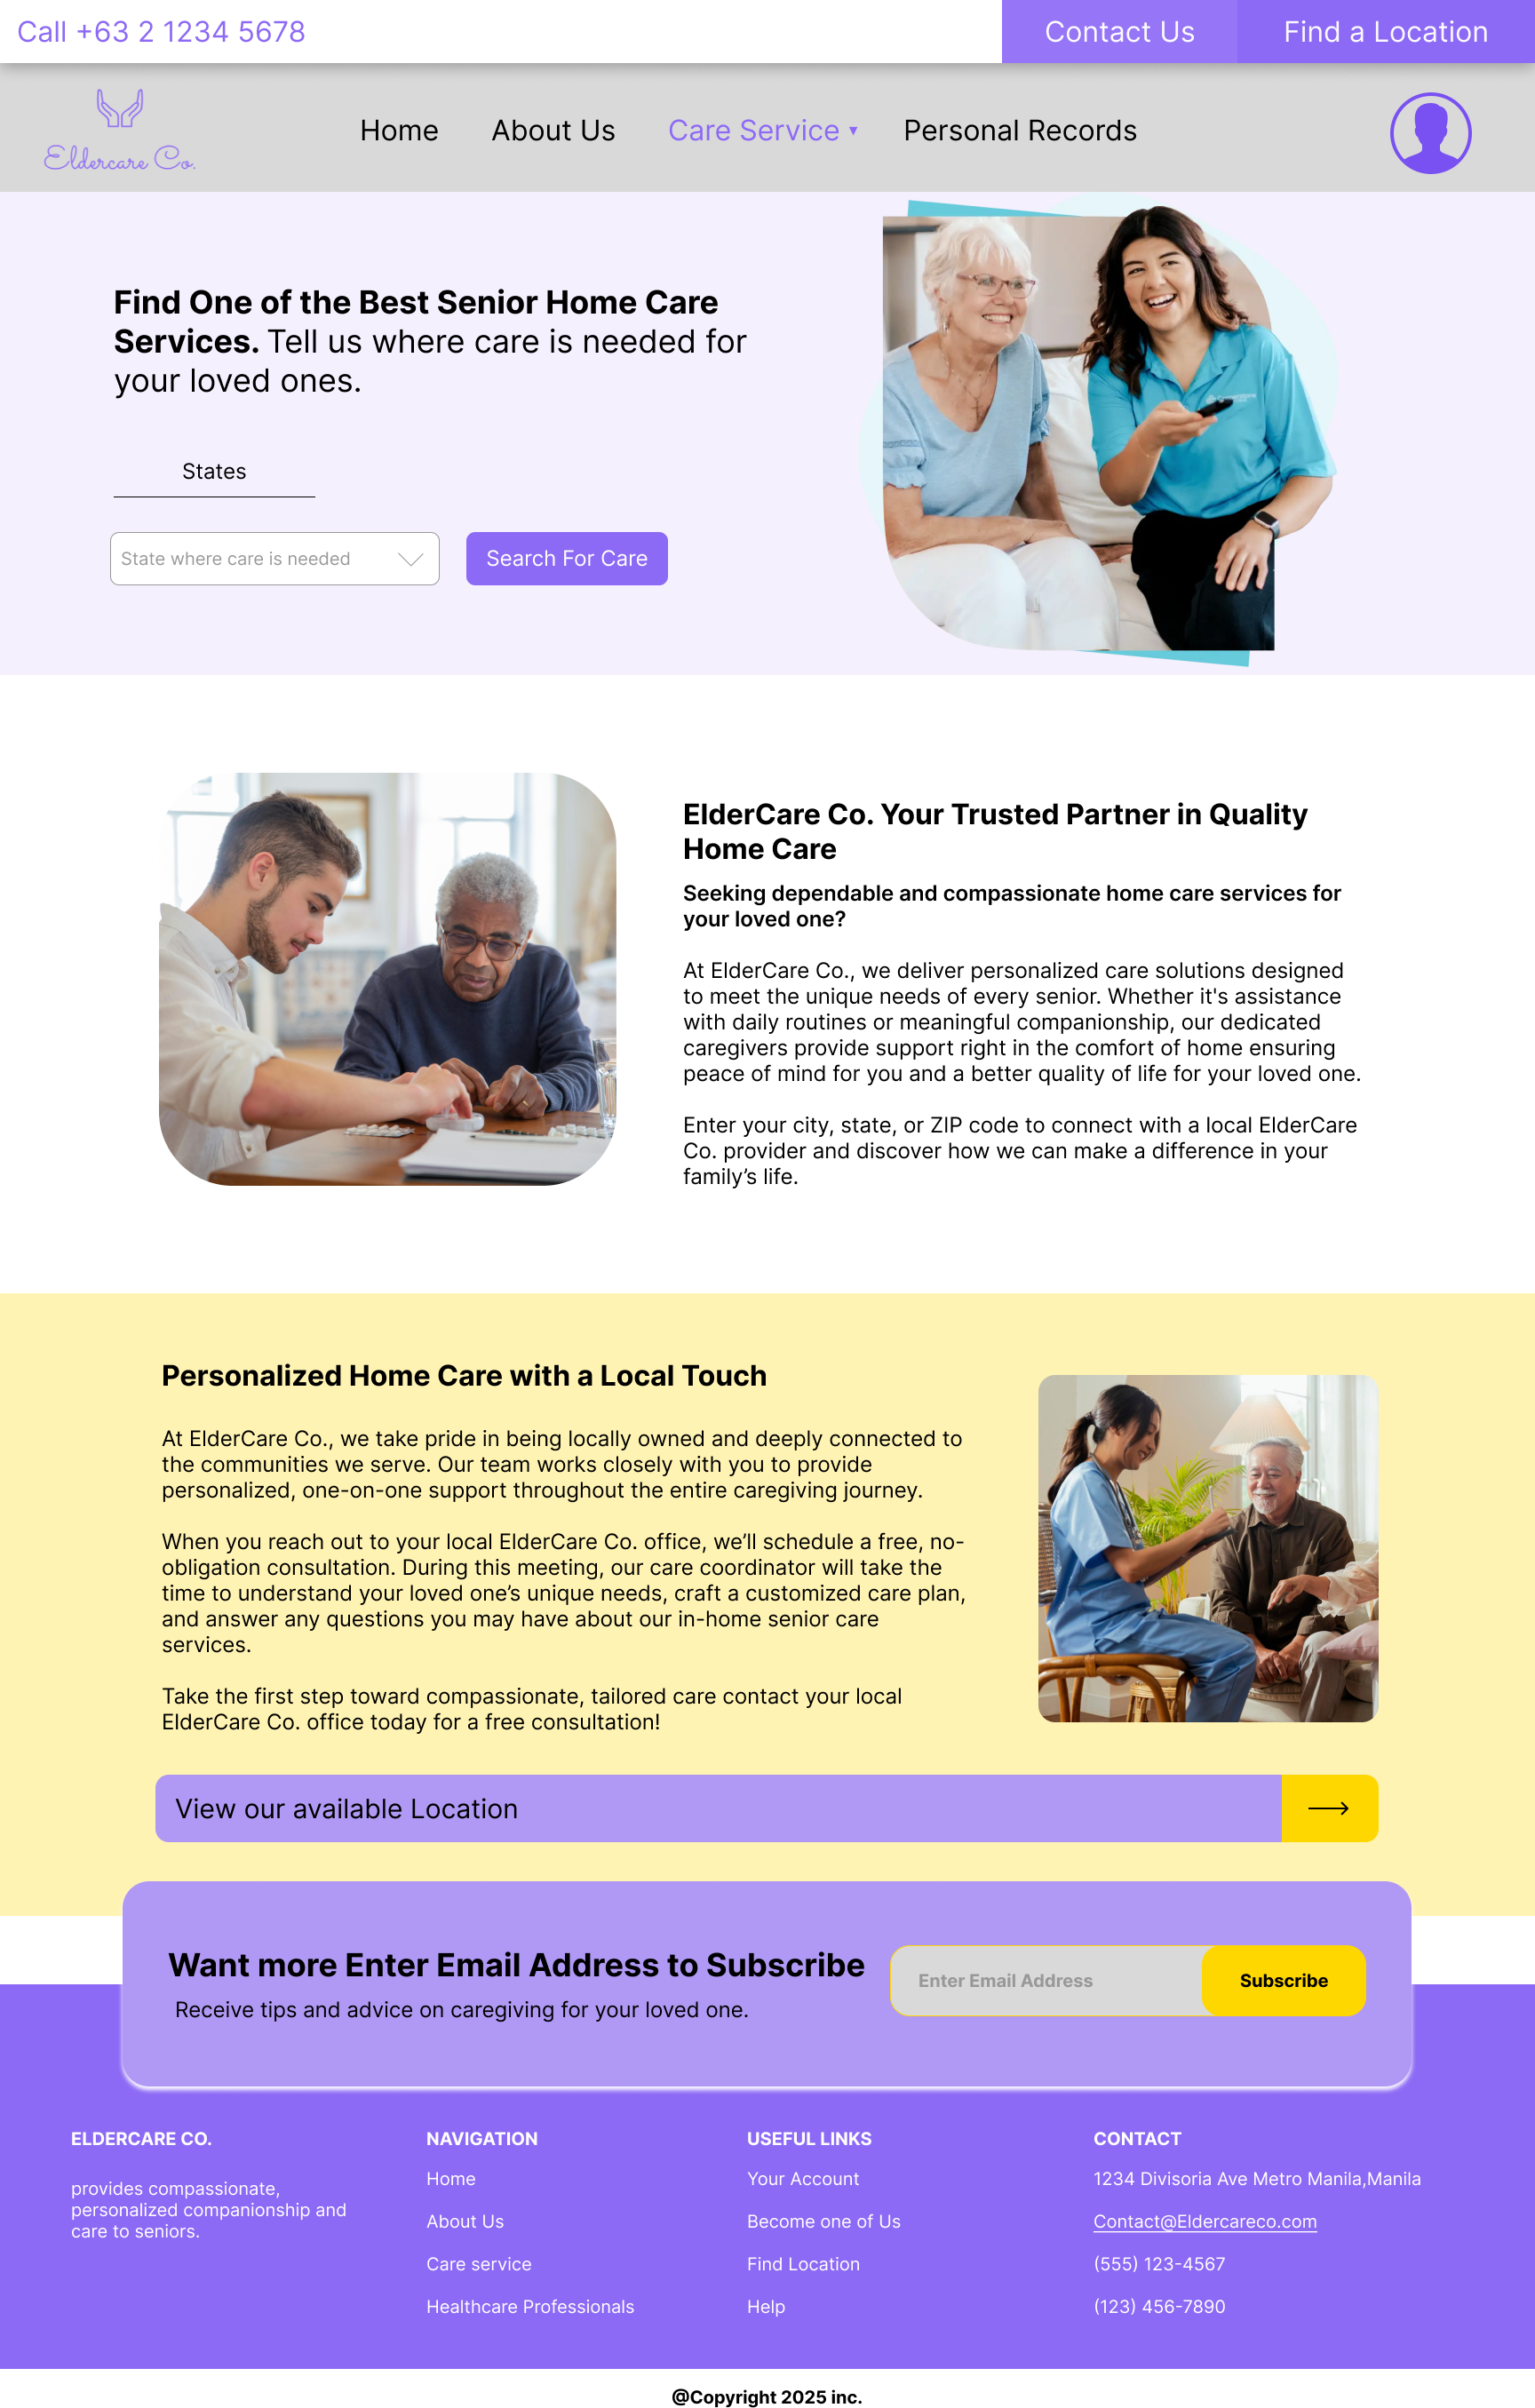 Call +63 2 1234 5678
Contact Us
Find a Location
Eldercare Co.
Home
About Us
Care Service ▼
Personal Records
Find One of the Best Senior Home Care
Services. Tell us where care is needed for
your loved ones.
States
State where care is needed
Search For Care
ElderCare Co. Your Trusted Partner in Quality
Home Care
Seeking dependable and compassionate home care services for
your loved one?
At ElderCare Co., we deliver personalized care solutions designed
to meet the unique needs of every senior. Whether it's assistance
with daily routines or meaningful companionship, our dedicated
caregivers provide support right in the comfort of home ensuring
peace of mind for you and a better quality of life for your loved one.
Enter your city, state, or ZIP code to connect with a local ElderCare
Co. provider and discover how we can make a difference in your
family’s life.
Personalized Home Care with a Local Touch
At ElderCare Co., we take pride in being locally owned and deeply connected to
the communities we serve. Our team works closely with you to provide
personalized, one-on-one support throughout the entire caregiving journey.
When you reach out to your local ElderCare Co. office, we’ll schedule a free, no-
obligation consultation. During this meeting, our care coordinator will take the
time to understand your loved one’s unique needs, craft a customized care plan,
and answer any questions you may have about our in-home senior care
services.
Take the first step toward compassionate, tailored care contact your local
ElderCare Co. office today for a free consultation!
View our available Location
Want more Enter Email Address to Subscribe
Receive tips and advice on caregiving for your loved one.
Enter Email Address
Subscribe
ELDERCARE CO.
provides compassionate,
personalized companionship and
care to seniors.
NAVIGATION
Home
About Us
Care service
Healthcare Professionals
USEFUL LINKS
Your Account
Become one of Us
Find Location
Help
CONTACT
1234 Divisoria Ave Metro Manila,Manila
Contact@Eldercareco.com
(555) 123-4567
(123) 456-7890
@Copyright 2025 inc.